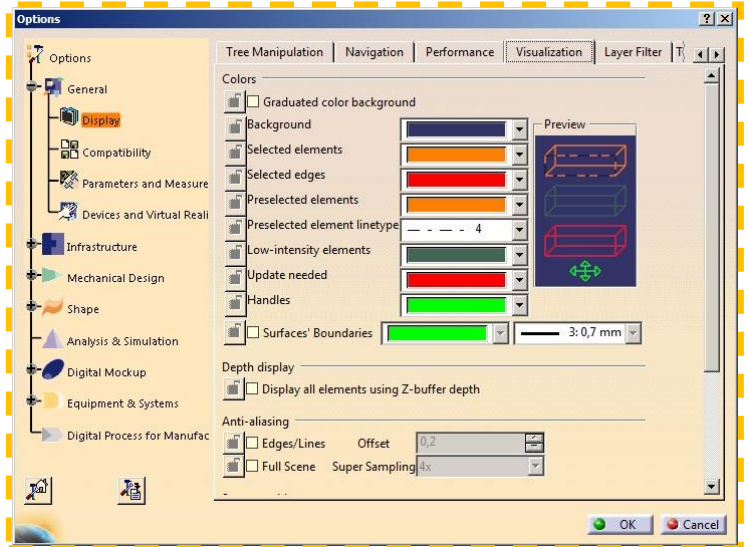 Options
Options
General
Display
Compatibility
Parameters and Measure
Devices and Virtual Reali
Infrastructure
Mechanical Design
Shape
Analysis & Simulation
Digital Mockup
Equipment & Systems
Digital Process for Manufac
Tree Manipulation Navigation Performance Visualization Layer Filter T
Colors
Graduated color background
Background
Selected elements
Selected edges
Preselected elements
Preselected element linetype 4
Low-intensity elements
Update needed
Handles
Preview
Surfaces' Boundaries 3: 0,7 mm
Depth display
Display all elements using Z-buffer depth
Anti-aliasing
Edges/Lines Offset 0,2
Full Scene Super Sampling 4x
OK Cancel